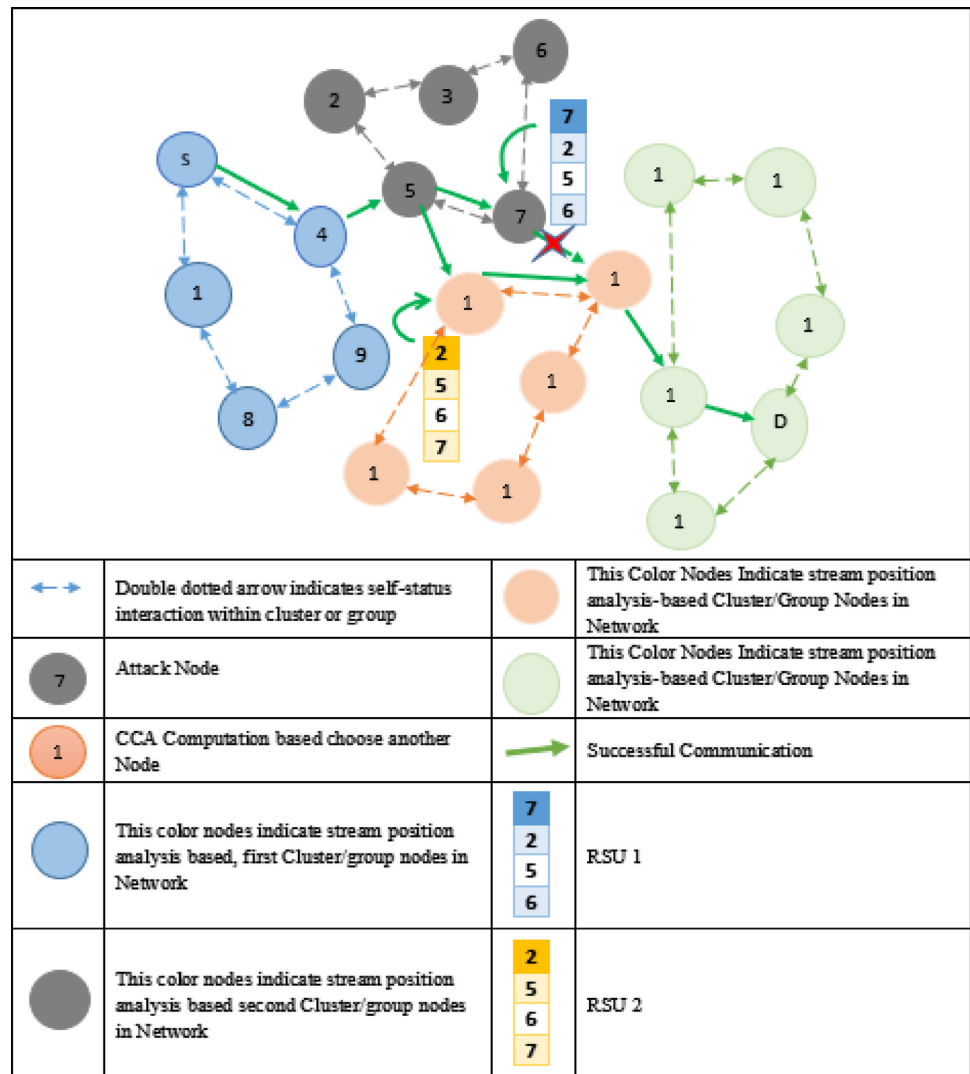 6
2
3
7
2
5
6
S
5
7
4
1
1
1
1
1
1
9
2
5
6
7
1
8
1
D
1
1
1
Double dotted arrow indicates self-status
interaction within cluster or group
This Color Nodes Indicate stream position
analysis-based Cluster/Group Nodes in
Network
7
Attack Node
This Color Nodes Indicate stream position
analysis-based Cluster/Group Nodes in
Network
1
CCA Computation based choose another
Node
Successful Communication
This color nodes indicate stream position
analysis based, first Cluster/group nodes in
Network
7
2
5
6
RSU 1
This color nodes indicate stream position
analysis based second Cluster/group nodes
in Network
2
5
6
7
RSU 2